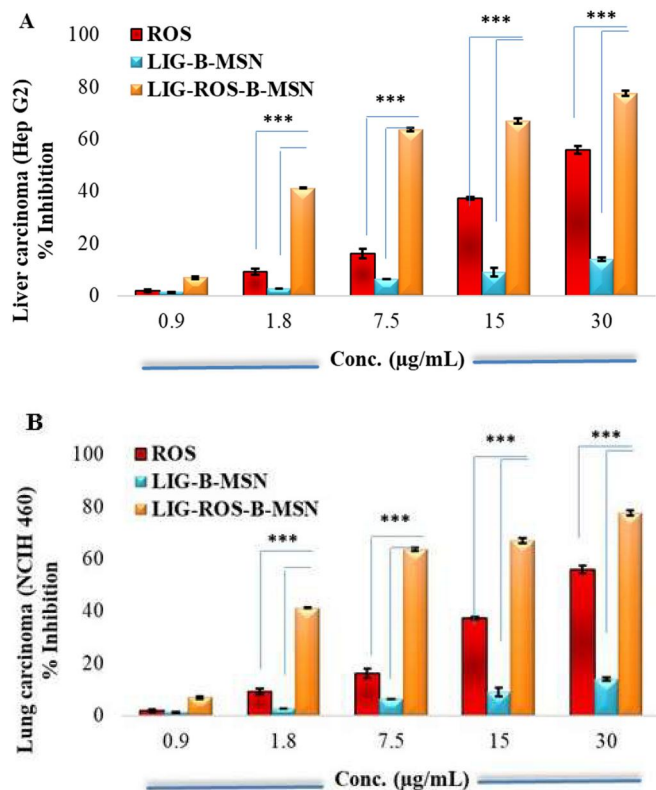 A
ROS
LIG-B-MSN
LIG-ROS-B-MSN
Liver carcinoma (Hep G2)
% Inhibition
100
80
60
40
20
0
***
***
***
***
0.9 1.8 7.5 15 30
Conc. (µg/mL)
B
ROS
LIG-B-MSN
LIG-ROS-B-MSN
Lung carcinoma (NCIH 460)
% Inhibition
100
80
60
40
20
0
***
***
***
***
0.9 1.8 7.5 15 30
Conc. (µg/mL)